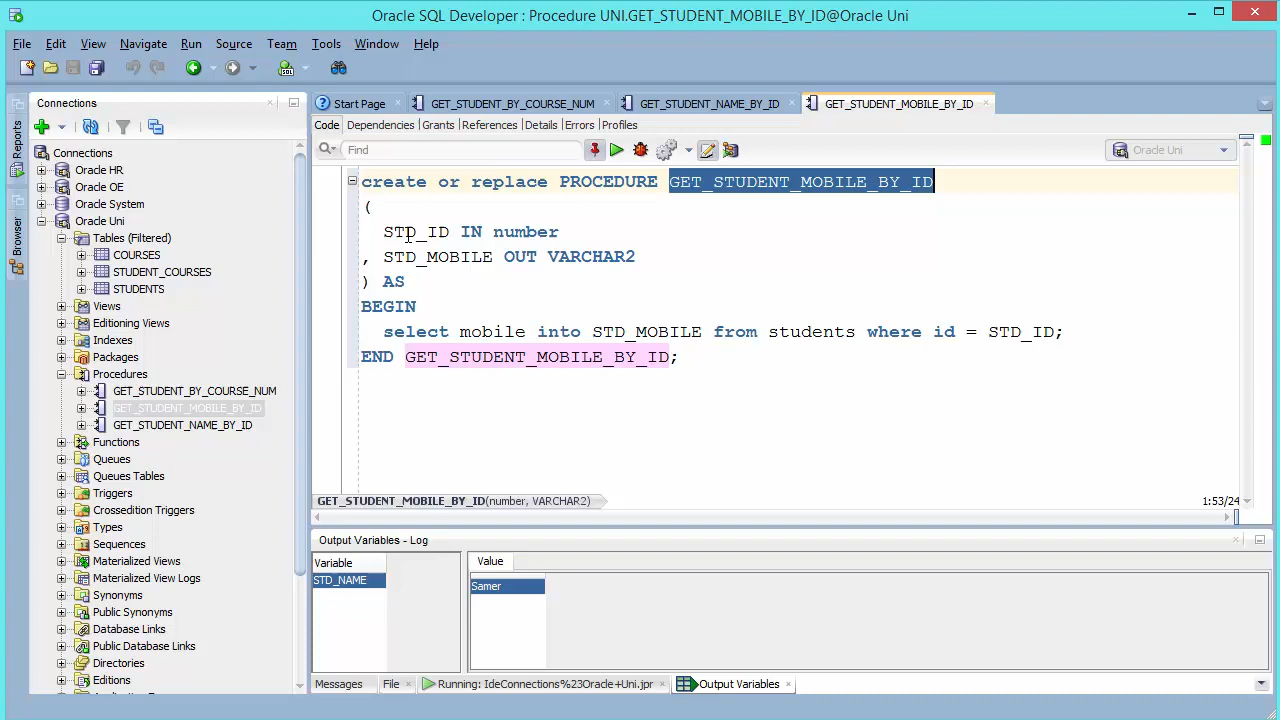 Oracle SQL Developer : Procedure UNI.GET_STUDENT_MOBILE_BY_ID@Oracle Uni
File Edit View Navigate Run Source Team Tools Window Help
Reports
Browser
Connections
Connections
Oracle HR
Oracle OE
Oracle System
Oracle Uni
Tables (Filtered)
COURSES
STUDENT_COURSES
STUDENTS
Views
Editioning Views
Indexes
Packages
Procedures
GET_STUDENT_BY_COURSE_NUM
GET_STUDENT_MOBILE_BY_ID
GET_STUDENT_NAME_BY_ID
Functions
Queues
Queues Tables
Triggers
Crossedition Triggers
Types
Sequences
Materialized Views
Materialized View Logs
Synonyms
Public Synonyms
Database Links
Public Database Links
Directories
Editions
Start Page GET_STUDENT_BY_COURSE_NUM GET_STUDENT_NAME_BY_ID GET_STUDENT_MOBILE_BY_ID
Code Dependencies Grants References Details Errors Profiles
Find Oracle Uni
create or replace PROCEDURE GET_STUDENT_MOBILE_BY_ID
(
STD_ID IN number
, STD_MOBILE OUT VARCHAR2
) AS
BEGIN
select mobile into STD_MOBILE from students where id = STD_ID;
END GET_STUDENT_MOBILE_BY_ID;
GET_STUDENT_MOBILE_BY_ID(number, VARCHAR2) 1:53/24
Output Variables - Log
Variable
STD_NAME
Value
Samer
Messages File Running: IdeConnections%23Oracle+Uni.jpr Output Variables